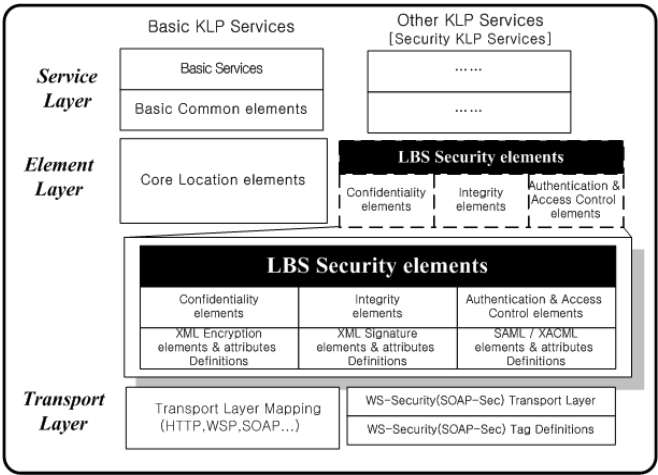 Basic KLP Services
Other KLP Services
[Security KLP Services]
Service
Layer
Basic Services
Basic Common elements
……
……
Element
Layer
Core Location elements
LBS Security elements
Confidentiality
elements
Integrity
elements
Authentication &
Access Control
elements
LBS Security elements
Confidentiality
elements
Integrity
elements
Authentication & Access
Control elements
XML Encryption
elements & attributes
Definitions
XML Signature
elements & attributes
Definitions
SAML / XACML
elements & attributes
Definitions
Transport
Layer
Transport Layer Mapping
(HTTP,WSP,SOAP...)
WS-Security(SOAP-Sec) Transport Layer
WS-Security(SOAP-Sec) Tag Definitions